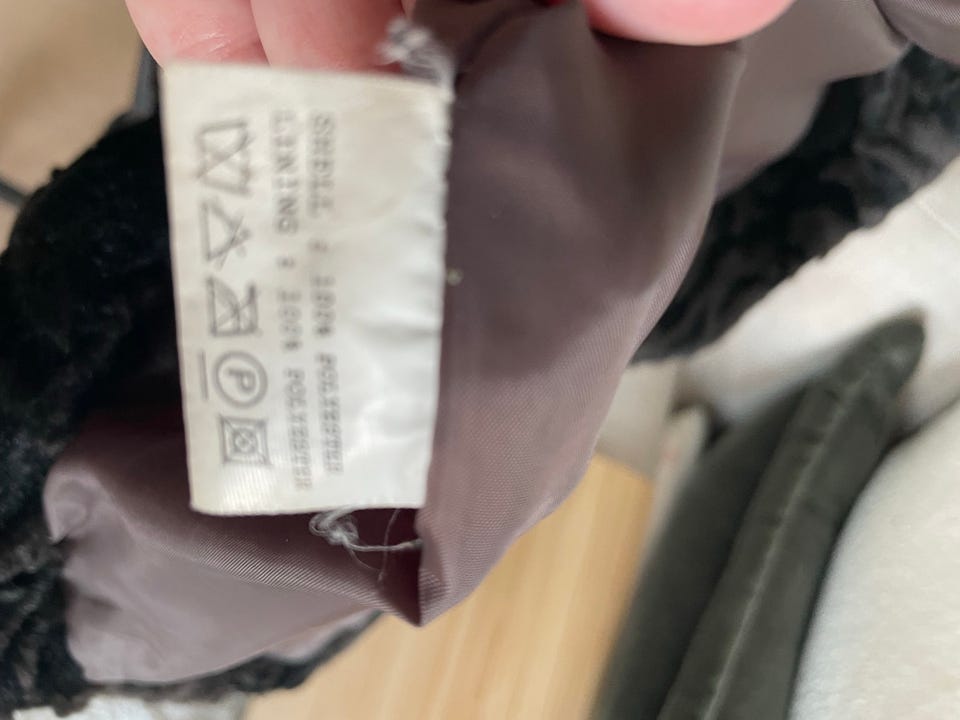 SHELL : 100% POLYESTER
LINING : 100% POLYESTER
P